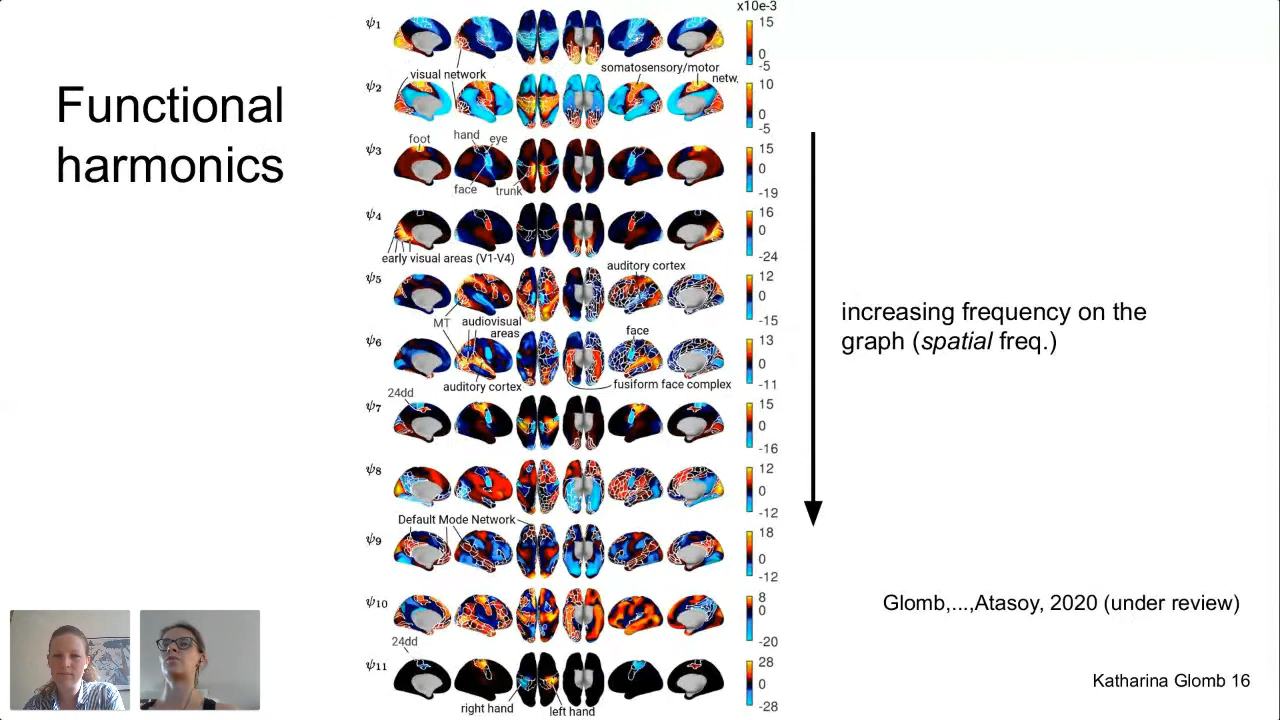 Functional
harmonics
x10e-3
ψ1
15
0
-5
visual network
somatosensory/motor
netw.
ψ2
10
0
-5
foot
hand
eye
ψ3
15
0
-19
face
trunk
ψ4
16
0
-24
early visual areas (V1-V4)
auditory cortex
ψ5
12
0
-15
MT
audiovisual
areas
face
ψ6
13
0
-11
auditory cortex
fusiform face complex
24dd
ψ7
15
0
-16
ψ8
12
0
-12
Default Mode Network
ψ9
18
0
-12
ψ10
8
0
-20
24dd
ψ11
28
0
-28
right hand
left hand
increasing frequency on the
graph (spatial freq.)
Glomb,...,Atasoy, 2020 (under review)
Katharina Glomb 16